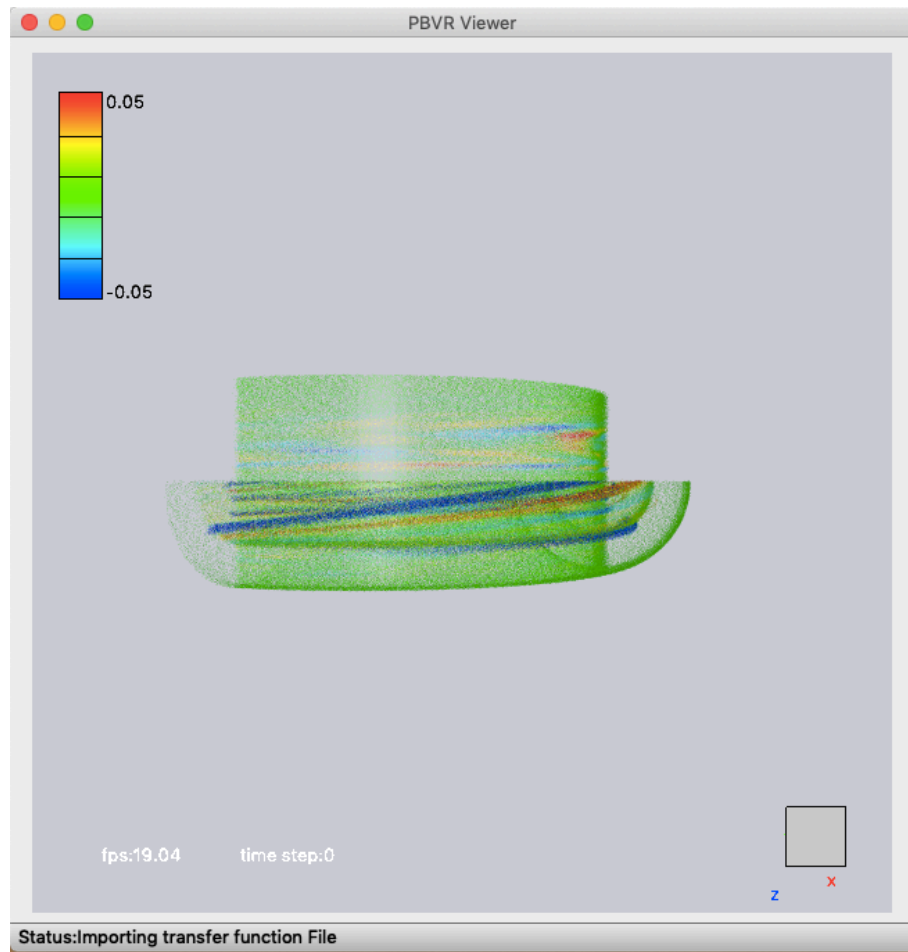 PBVR Viewer
0.05
-0.05
fps:19.04 time step:0
x
z
Status:Importing transfer function File